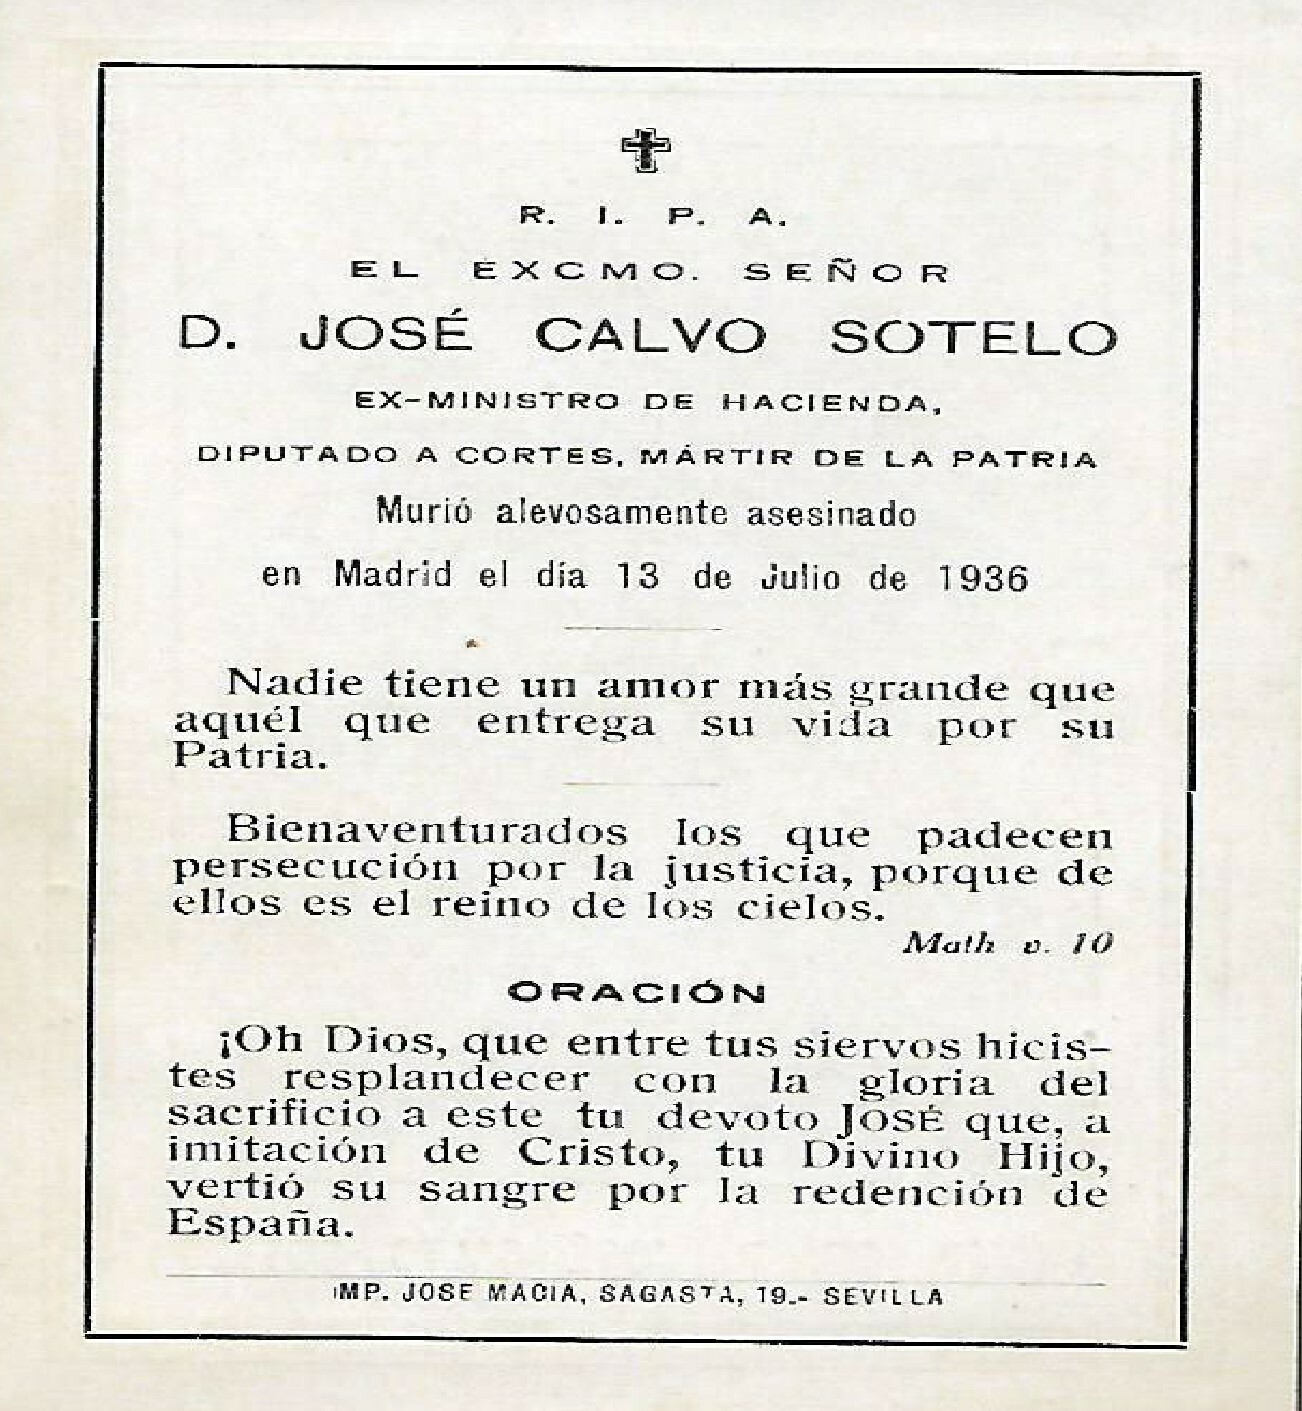 R. I. P. A.
EL EXCMO. SEÑOR
D. JOSÉ CALVO SOTELO
EX-MINISTRO DE HACIENDA,
DIPUTADO A CORTES, MÁRTIR DE LA PATRIA
Murió alevosamente asesinado
en Madrid el día 13 de Julio de 1936
Nadie tiene un amor más grande que
aquél que entrega su vida por su
Patria.
Bienaventurados los que padecen
persecución por la justicia, porque de
ellos es el reino de los cielos.
Math v. 10
ORACIÓN
¡Oh Dios, que entre tus siervos hicis-
tes resplandecer con la gloria del
sacrificio a este tu devoto JOSÉ que, a
imitación de Cristo, tu Divino Hijo,
vertió su sangre por la redención de
España.
IMP. JOSE MACIA, SAGASTA, 19.- SEVILLA